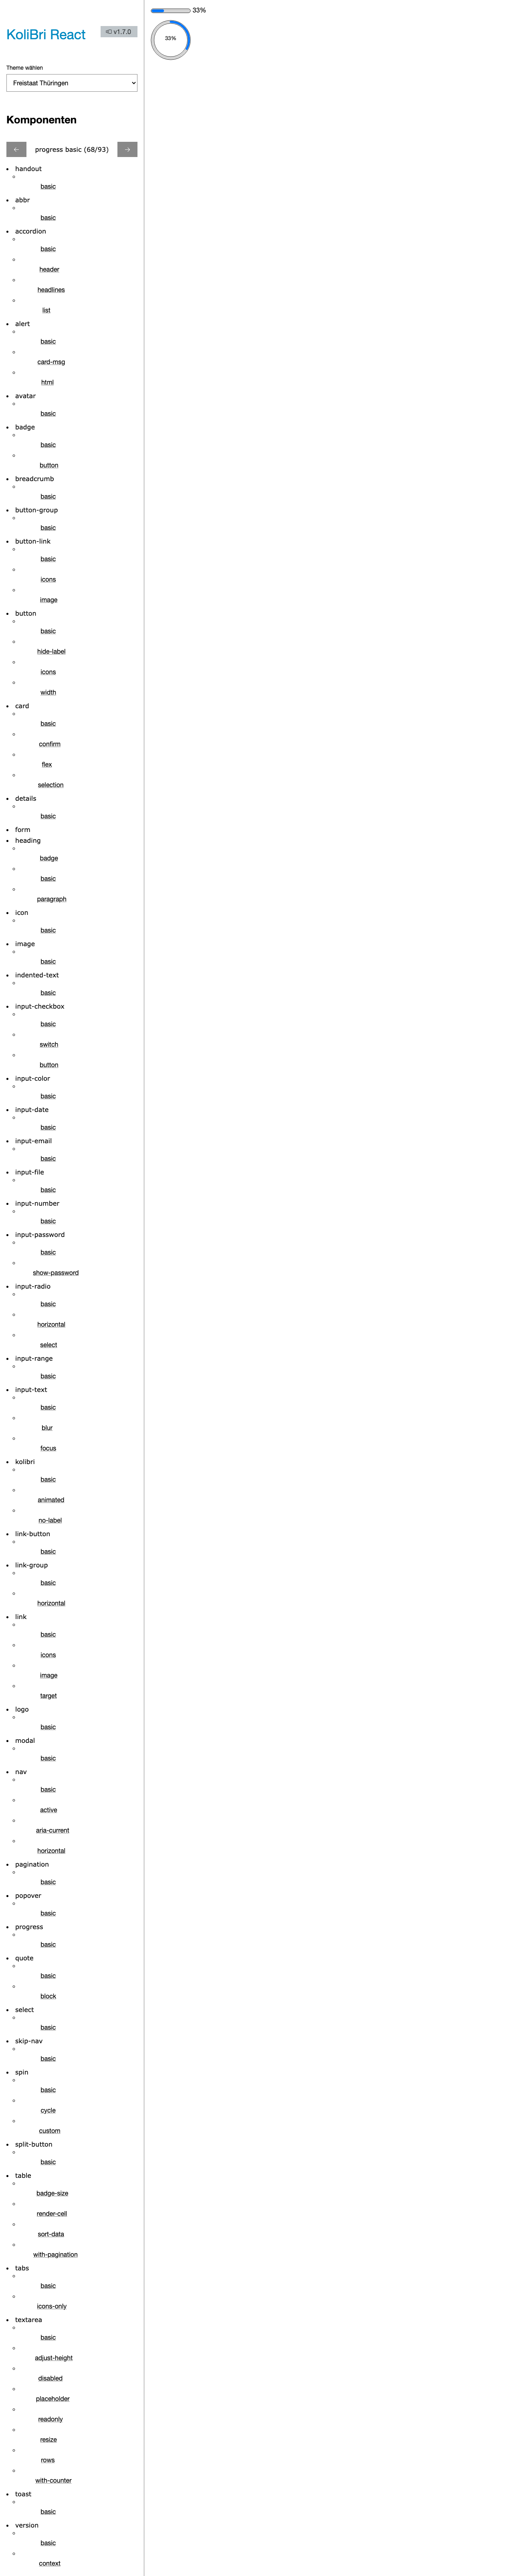 KoliBri React
v1.7.0
Theme wählen
Freistaat Thüringen
Komponenten
progress basic (68/93)
handout
basic
abbr
basic
accordion
basic
header
headlines
list
alert
basic
card-msg
html
avatar
basic
badge
basic
button
breadcrumb
basic
button-group
basic
button-link
basic
icons
image
button
basic
hide-label
icons
width
card
basic
confirm
flex
selection
details
basic
form
heading
badge
basic
paragraph
icon
basic
image
basic
indented-text
basic
input-checkbox
basic
switch
button
input-color
basic
input-date
basic
input-email
basic
input-file
basic
input-number
basic
input-password
basic
show-password
input-radio
basic
horizontal
select
input-range
basic
input-text
basic
blur
focus
kolibri
basic
animated
no-label
link-button
basic
link-group
basic
horizontal
link
basic
icons
image
target
logo
basic
modal
basic
nav
basic
active
aria-current
horizontal
pagination
basic
popover
basic
progress
basic
quote
basic
block
select
basic
skip-nav
basic
spin
basic
cycle
custom
split-button
basic
table
badge-size
render-cell
sort-data
with-pagination
tabs
basic
icons-only
textarea
basic
adjust-height
disabled
placeholder
readonly
resize
rows
with-counter
toast
basic
version
basic
context
33%
33%